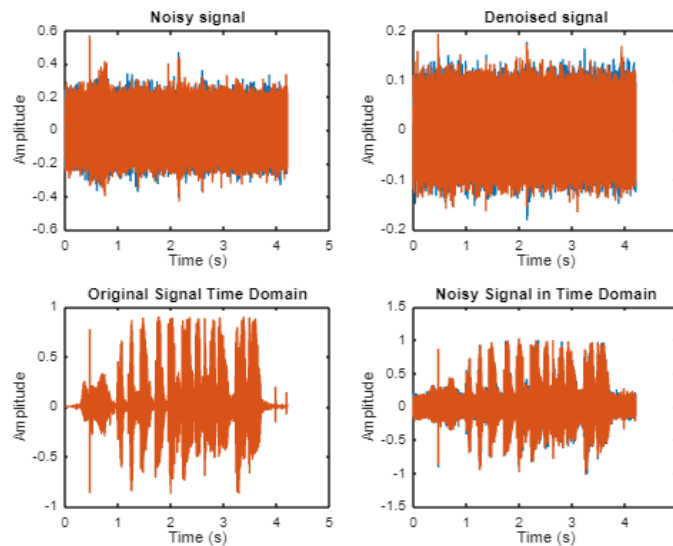 Noisy signal
0.6
0.4
0.2
0
-0.2
-0.4
-0.6
Amplitude
0 1 2 3 4 5
Time (s)
Denoised signal
0.2
0.1
0
-0.1
-0.2
Amplitude
0 1 2 3 4
Time (s)
Original Signal Time Domain
1
0.5
0
-0.5
-1
Amplitude
0 1 2 3 4 5
Time (s)
Noisy Signal in Time Domain
1.5
1
0.5
0
-0.5
-1
-1.5
Amplitude
0 1 2 3 4
Time (s)